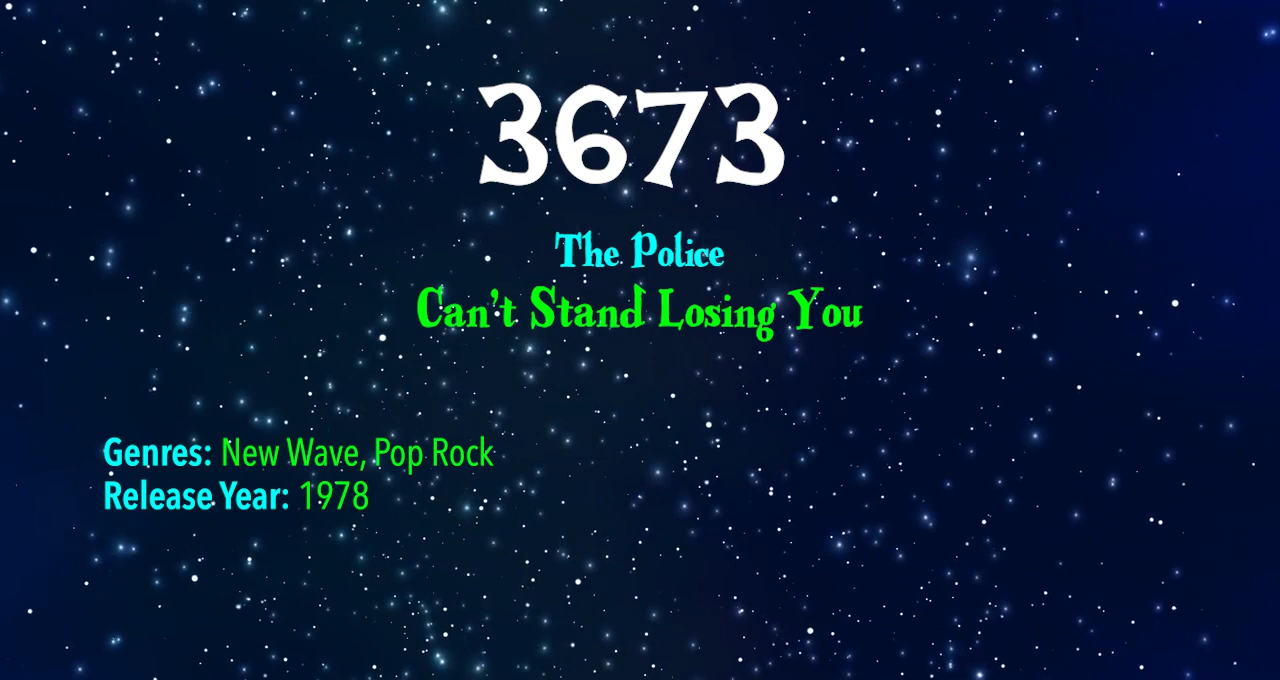 3673
The Police
Can't Stand Losing You
Genres: New Wave, Pop Rock
Release Year: 1978